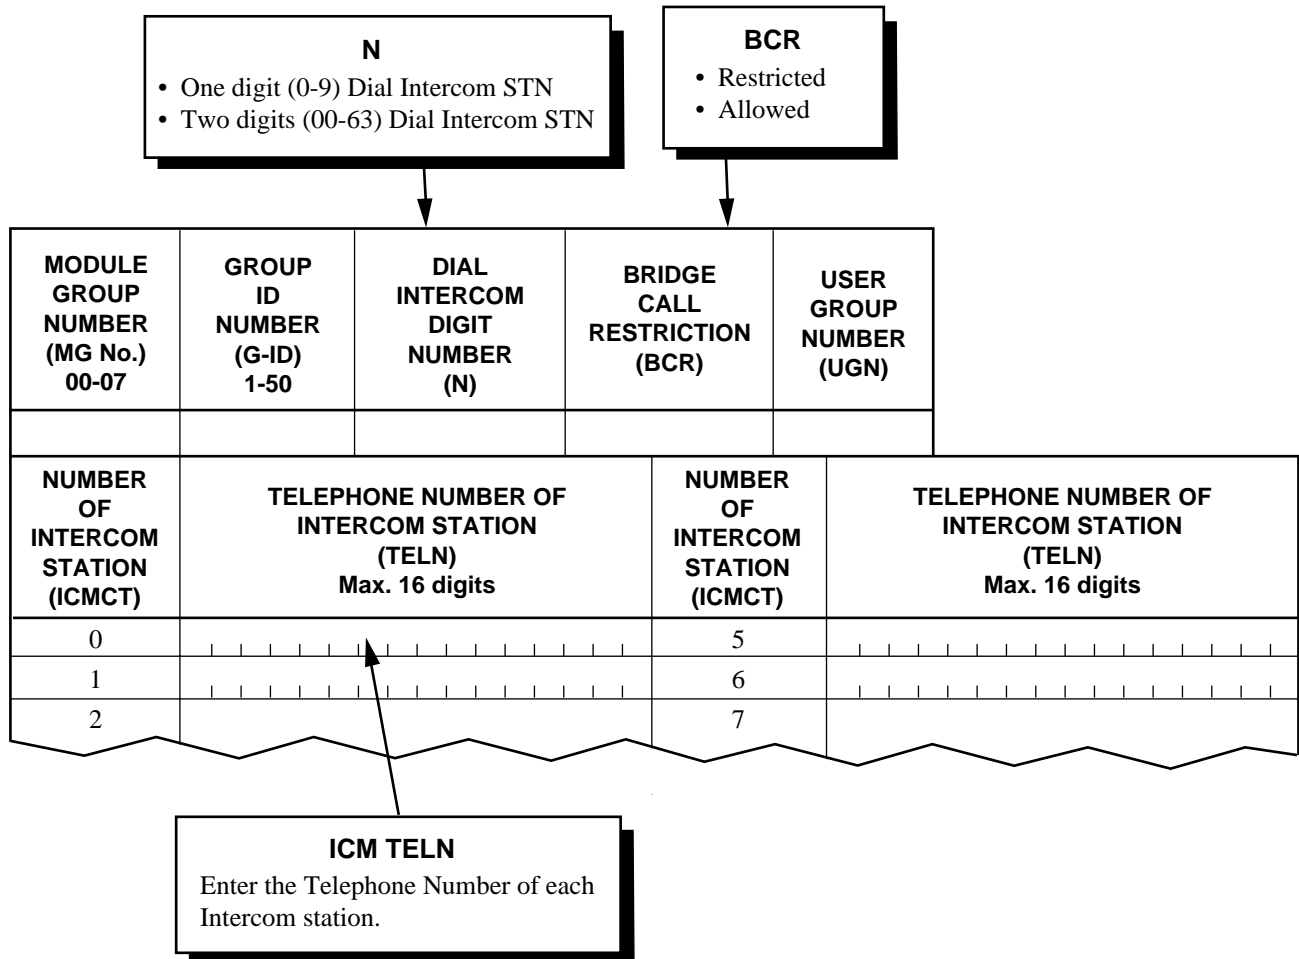 N
• One digit (0-9) Dial Intercom STN
• Two digits (00-63) Dial Intercom STN
BCR
• Restricted
• Allowed
MODULE
GROUP
NUMBER
(MG No.)
00-07
GROUP
ID
NUMBER
(G-ID)
1-50
DIAL
INTERCOM
DIGIT
NUMBER
(N)
BRIDGE
CALL
RESTRICTION
(BCR)
USER
GROUP
NUMBER
(UGN)
NUMBER
OF
INTERCOM
STATION
(ICMCT)
TELEPHONE NUMBER OF
INTERCOM STATION
(TELN)
Max. 16 digits
NUMBER
OF
INTERCOM
STATION
(ICMCT)
TELEPHONE NUMBER OF
INTERCOM STATION
(TELN)
Max. 16 digits
0
5
1
6
2
7
ICM TELN
Enter the Telephone Number of each
Intercom station.